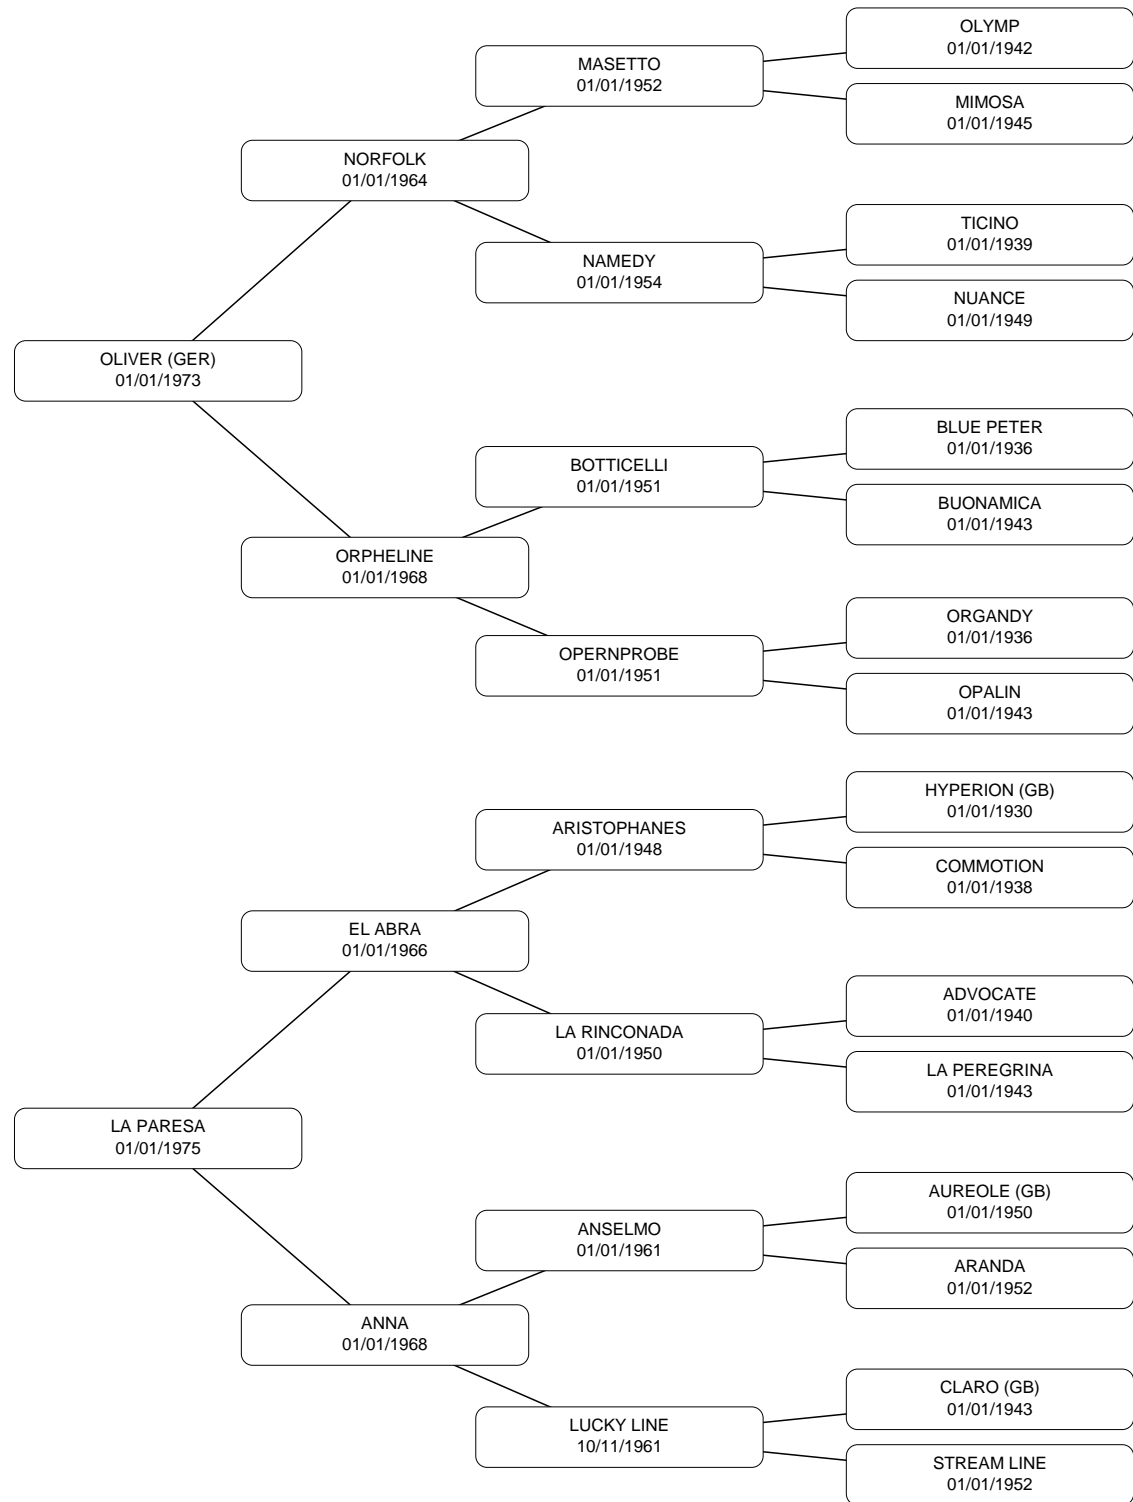 OLYMP
01/01/1942
MASETTO
01/01/1952
MIMOSA
01/01/1945
NORFOLK
01/01/1964
TICINO
01/01/1939
NAMEDY
01/01/1954
NUANCE
01/01/1949
OLIVER (GER)
01/01/1973
BLUE PETER
01/01/1936
BOTTICELLI
01/01/1951
BUONAMICA
01/01/1943
ORPHELINE
01/01/1968
ORGANDY
01/01/1936
OPERNPROBE
01/01/1951
OPALIN
01/01/1943
HYPERION (GB)
01/01/1930
ARISTOPHANES
01/01/1948
COMMOTION
01/01/1938
EL ABRA
01/01/1966
ADVOCATE
01/01/1940
LA RINCONADA
01/01/1950
LA PEREGRINA
01/01/1943
LA PARESA
01/01/1975
AUREOLE (GB)
01/01/1950
ANSELMO
01/01/1961
ARANDA
01/01/1952
ANNA
01/01/1968
CLARO (GB)
01/01/1943
LUCKY LINE
10/11/1961
STREAM LINE
01/01/1952